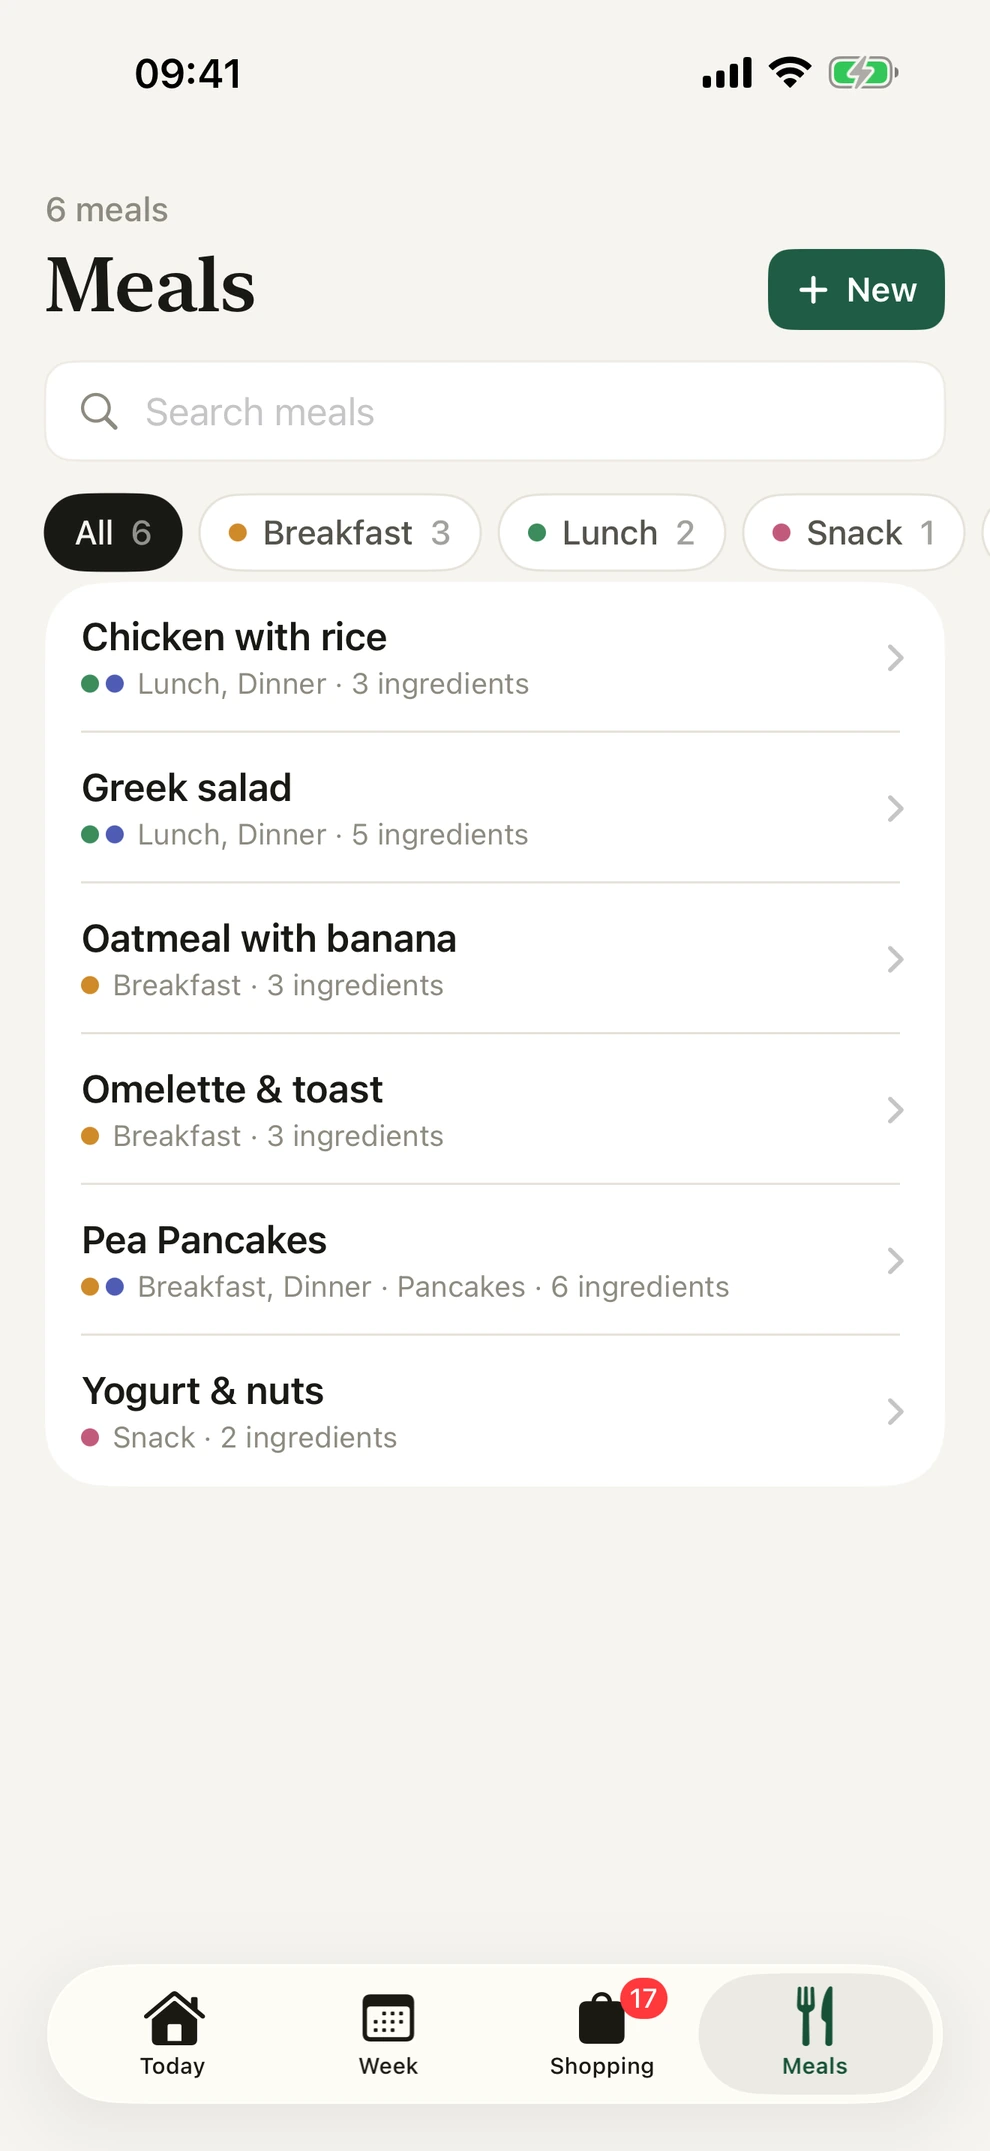 09:41
6 meals
Meals
+ New
Search meals
All 6 Breakfast 3 Lunch 2 Snack 1
Chicken with rice
Lunch, Dinner · 3 ingredients
Greek salad
Lunch, Dinner · 5 ingredients
Oatmeal with banana
Breakfast · 3 ingredients
Omelette & toast
Breakfast · 3 ingredients
Pea Pancakes
Breakfast, Dinner · Pancakes · 6 ingredients
Yogurt & nuts
Snack · 2 ingredients
17
Today Week Shopping Meals